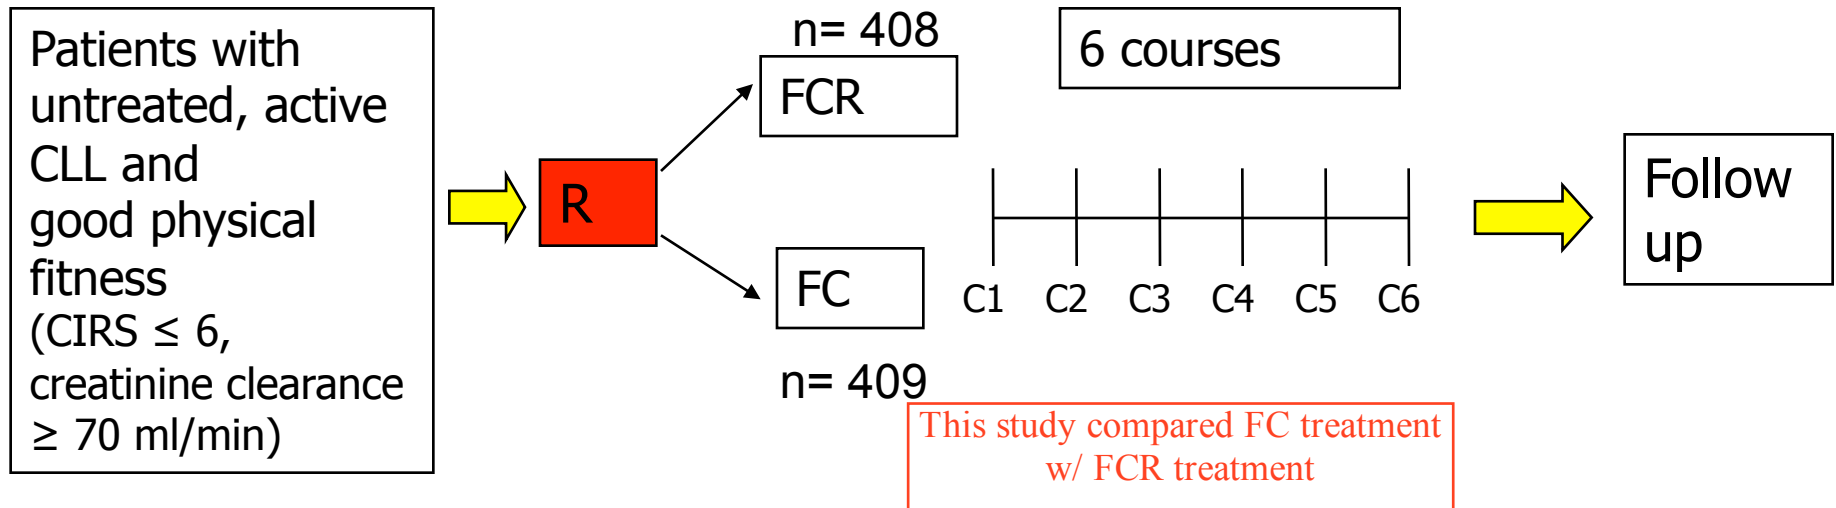 Patients with
untreated, active
CLL and
good physical
fitness
(CIRS ≤ 6,
creatinine clearance
≥ 70 ml/min)
R
n= 408
FCR
FC
n= 409
6 courses
C1 C2 C3 C4 C5 C6
Follow
up
This study compared FC treatment
w/ FCR treatment